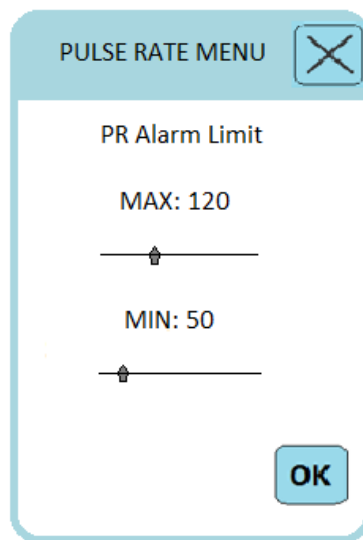 PULSE RATE MENU
PR Alarm Limit
MAX: 120
MIN: 50
OK